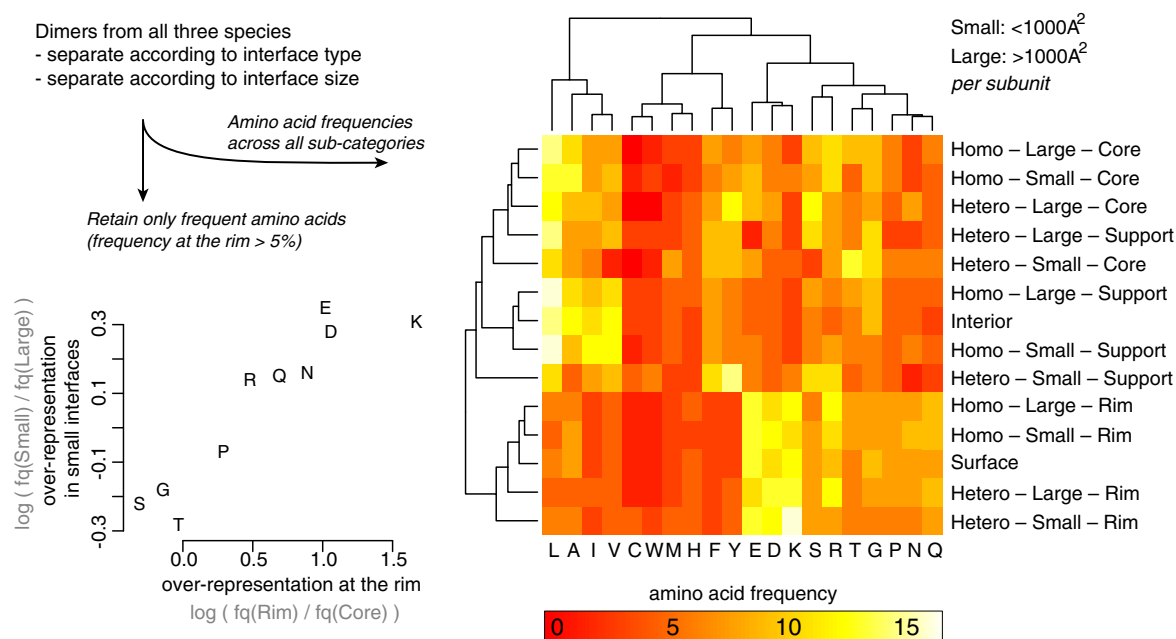 Dimers from all three species
- separate according to interface type
- separate according to interface size
Amino acid frequencies
across all sub-categories
Retain only frequent amino acids
(frequency at the rim > 5%)
log ( fq(Small) / fq(Large) )
over-representation
in small interfaces
0.3
0.1
-0.1
-0.3
E
D
K
R
Q
N
P
S
G
T
0.0 0.5 1.0 1.5
over-representation at the rim
log ( fq(Rim) / fq(Core) )
Small: <1000A²
Large: >1000A²
per subunit
Homo – Large – Core
Homo – Small – Core
Hetero – Large – Core
Hetero – Large – Support
Hetero – Small – Core
Homo – Large – Support
Interior
Homo – Small – Support
Hetero – Small – Support
Homo – Large – Rim
Homo – Small – Rim
Surface
Hetero – Large – Rim
Hetero – Small – Rim
L A I V C W M H F Y E D K S R T G P N Q
amino acid frequency
0 5 10 15